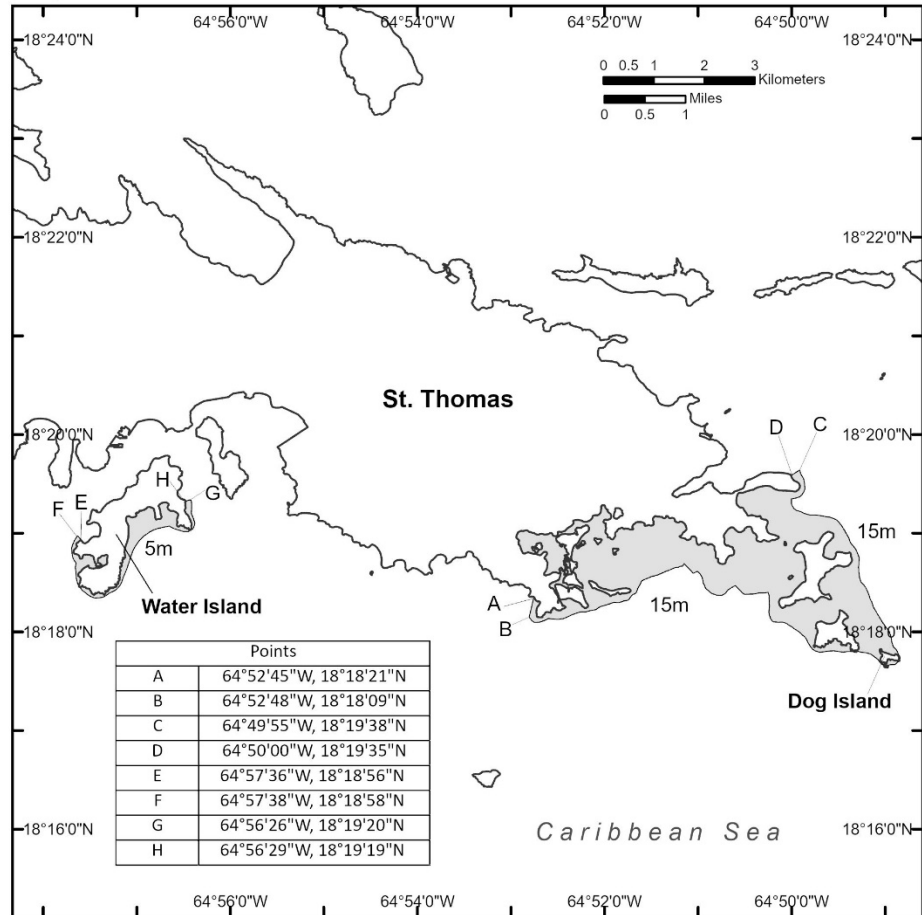 64°56'0"W 64°54'0"W 64°52'0"W 64°50'0"W
18°24'0"N 18°24'0"N
0 0.5 1 2 3
Kilometers
Miles
0 0.5 1
18°22'0"N 18°22'0"N
St. Thomas
18°20'0"N 18°20'0"N
D C
H
G
F E
5m
15m
Water Island
A
B
15m
18°18'0"N
Dog Island
Points
A 64°52'45"W, 18°18'21"N
B 64°52'48"W, 18°18'09"N
C 64°49'55"W, 18°19'38"N
D 64°50'00"W, 18°19'35"N
E 64°57'36"W, 18°18'56"N
F 64°57'38"W, 18°18'58"N
G 64°56'26"W, 18°19'20"N
H 64°56'29"W, 18°19'19"N
18°18'0"N
18°16'0"N 18°16'0"N
Caribbean Sea
64°56'0"W 64°54'0"W 64°52'0"W 64°50'0"W